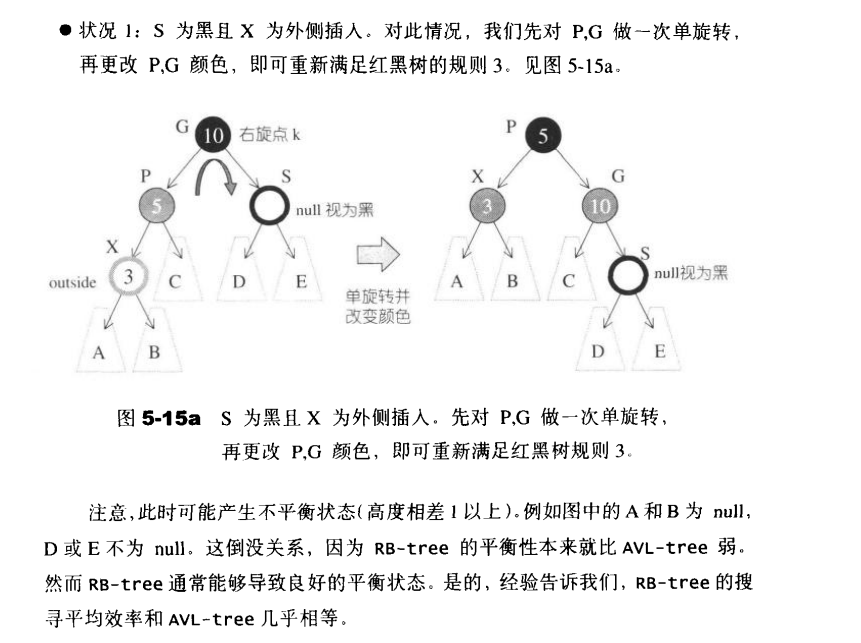 ● 状况 1：S 为黑且 X 为外侧插入。对此情况，我们先对 P,G 做一次单旋转，
再更改 P,G 颜色，即可重新满足红黑树的规则 3。见图 5-15a。
G 10 右旋点 k
P 5
S
null 视为黑
X
outside 3
C D E
A B
单旋转并
改变颜色
P 5
X 3
G 10
A B C
S
null视为黑
D E
图 5-15a S 为黑且 X 为外侧插入。先对 P,G 做一次单旋转，
再更改 P,G 颜色，即可重新满足红黑树规则 3。
注意，此时可能产生不平衡状态（高度相差 1 以上）。例如图中的 A 和 B 为 null，
D 或 E 不为 null。这倒没关系，因为 RB-tree 的平衡性本来就比 AVL-tree 弱。
然而 RB-tree 通常能够导致良好的平衡状态。是的，经验告诉我们，RB-tree 的搜
寻平均效率和 AVL-tree 几乎相等。